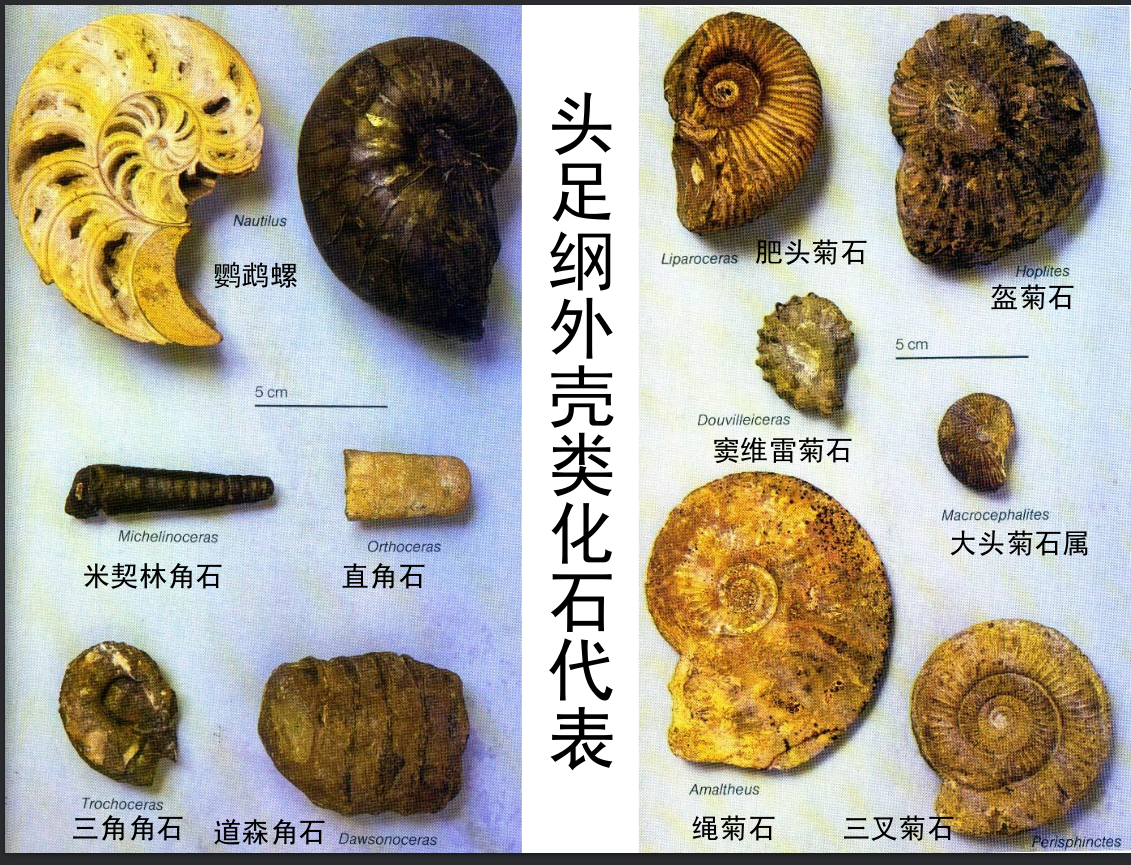 Nautilus
鹦鹉螺
5 cm
Michelinoceras
米契林角石
Orthoceras
直角石
Trochoceras
三角角石
道森角石
Dawsonoceras
头足纲外壳类化石代表
Liparoceras
肥头菊石
Hoplites
盔菊石
5 cm
Douvilleiceras
窦维雷菊石
Macrocephalites
大头菊石属
Amaltheus
绳菊石
三叉菊石
Perisphinctes